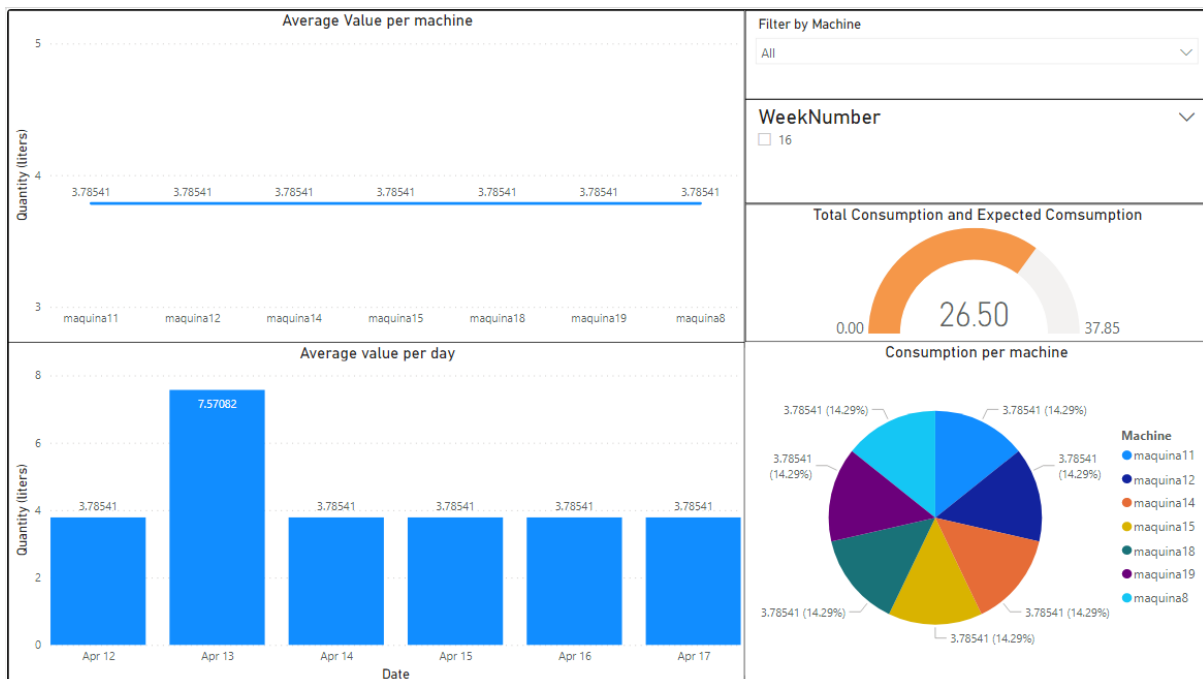 Average Value per machine
5
4
3
Quantity (liters)
3.78541
3.78541
3.78541
3.78541
3.78541
3.78541
3.78541
maquina11
maquina12
maquina14
maquina15
maquina18
maquina19
maquina8
Filter by Machine
All
WeekNumber
16
Total Consumption and Expected Comsumption
0.00
26.50
37.85
Average value per day
8
6
4
2
0
Quantity (liters)
3.78541
7.57082
3.78541
3.78541
3.78541
3.78541
Apr 12
Apr 13
Apr 14
Apr 15
Apr 16
Apr 17
Date
Consumption per machine
3.78541 (14.29%)
3.78541 (14.29%)
3.78541
(14.29%)
3.78541
(14.29%)
3.78541 (14.29%)
3.78541 (14.29%)
3.78541 (14.29%)
Machine
maquina11
maquina12
maquina14
maquina15
maquina18
maquina19
maquina8